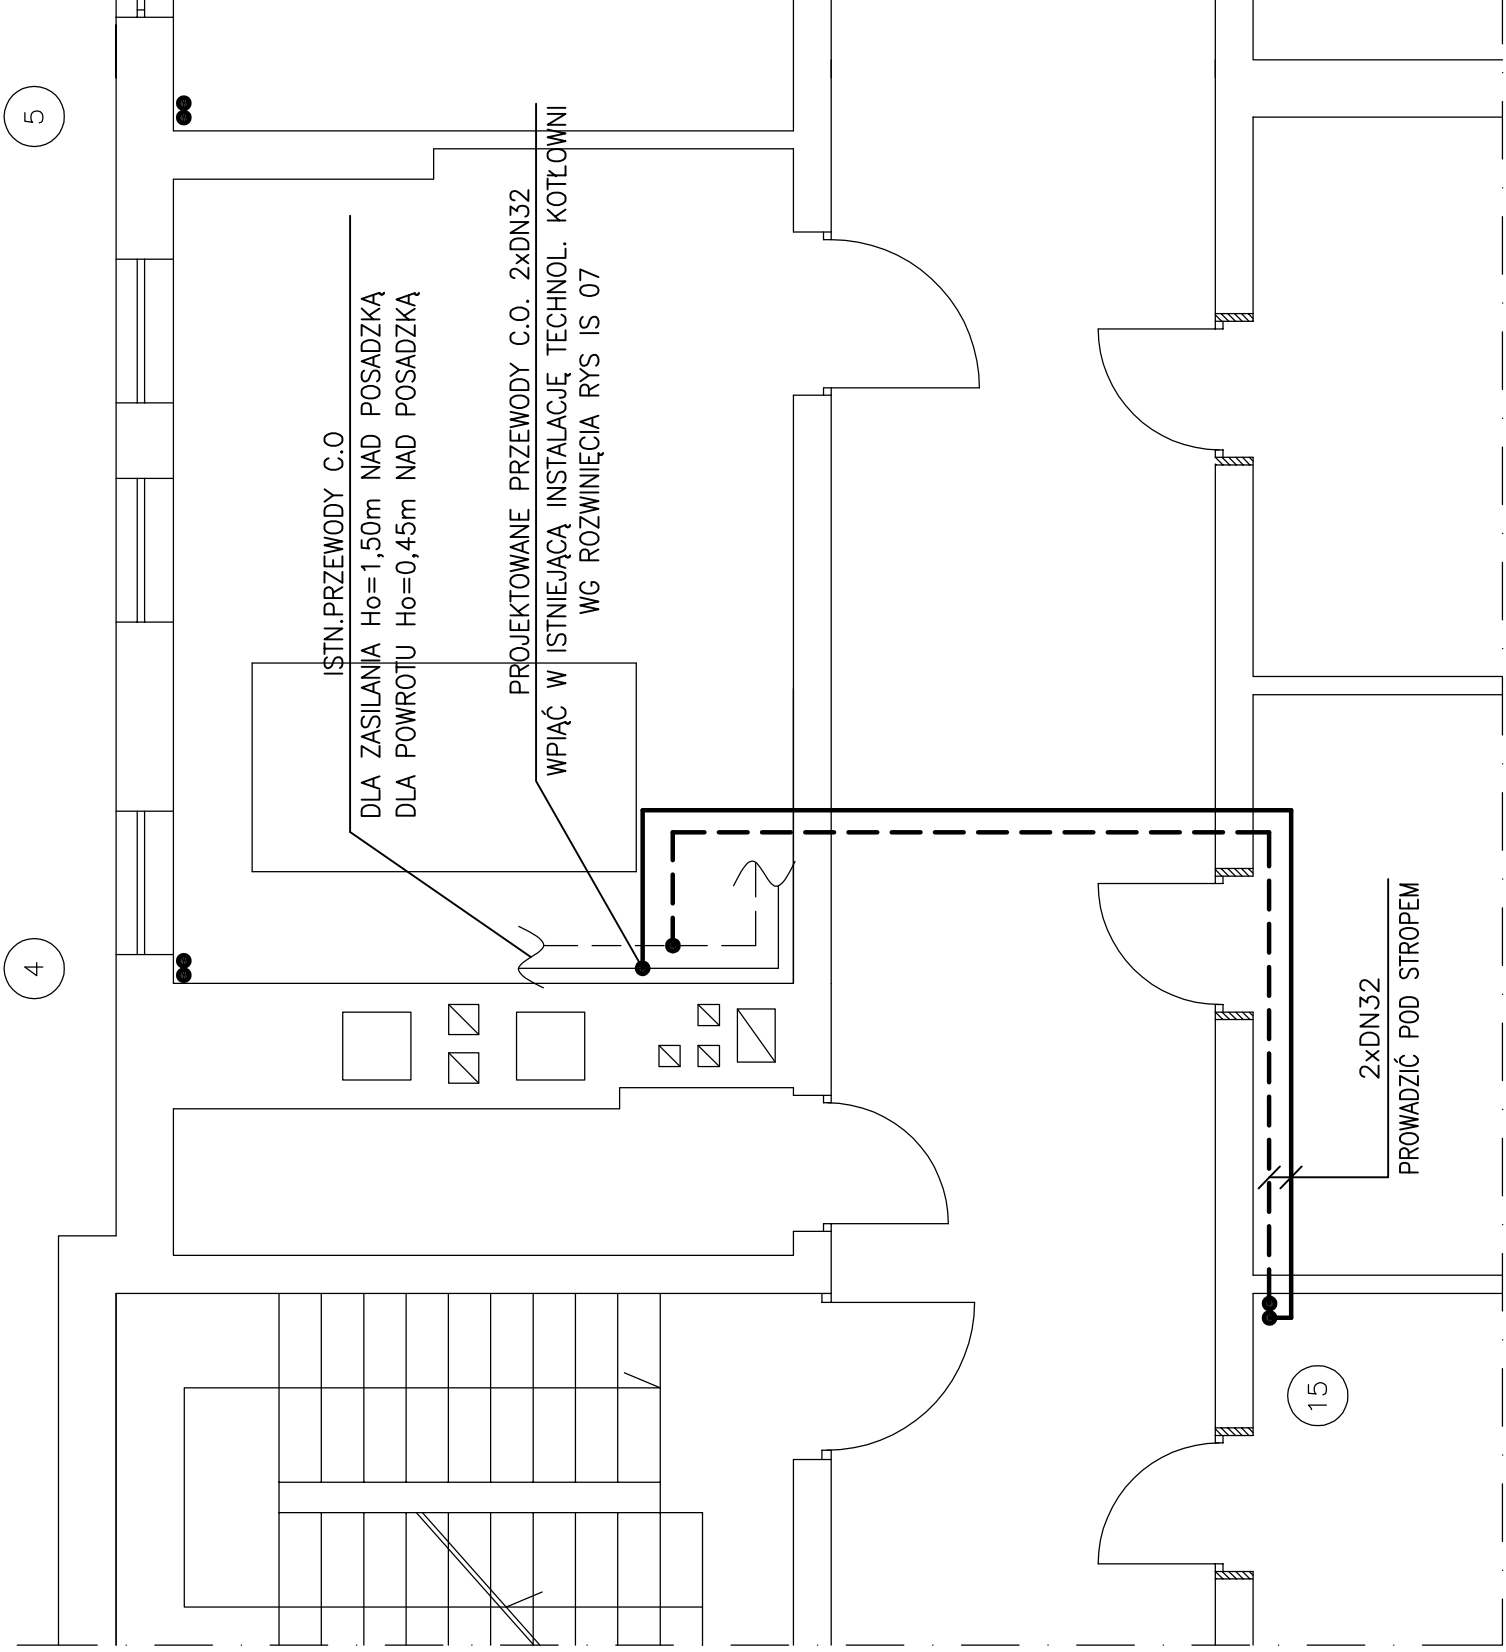 5
4
ISTN.PRZEWODY C.O
DLA ZASILANIA Ho=1,50m NAD POSADZKĄ
DLA POWROTU Ho=0,45m NAD POSADZKĄ
PROJEKTOWANE PRZEWODY C.O. 2xDN32
WPIĄĆ W ISTNIEJĄCĄ INSTALACJĘ TECHNOL. KOTŁOWNI
WG ROZWINIĘCIA RYS IS 07
2xDN32
PROWADZIĆ POD STROPEM
15